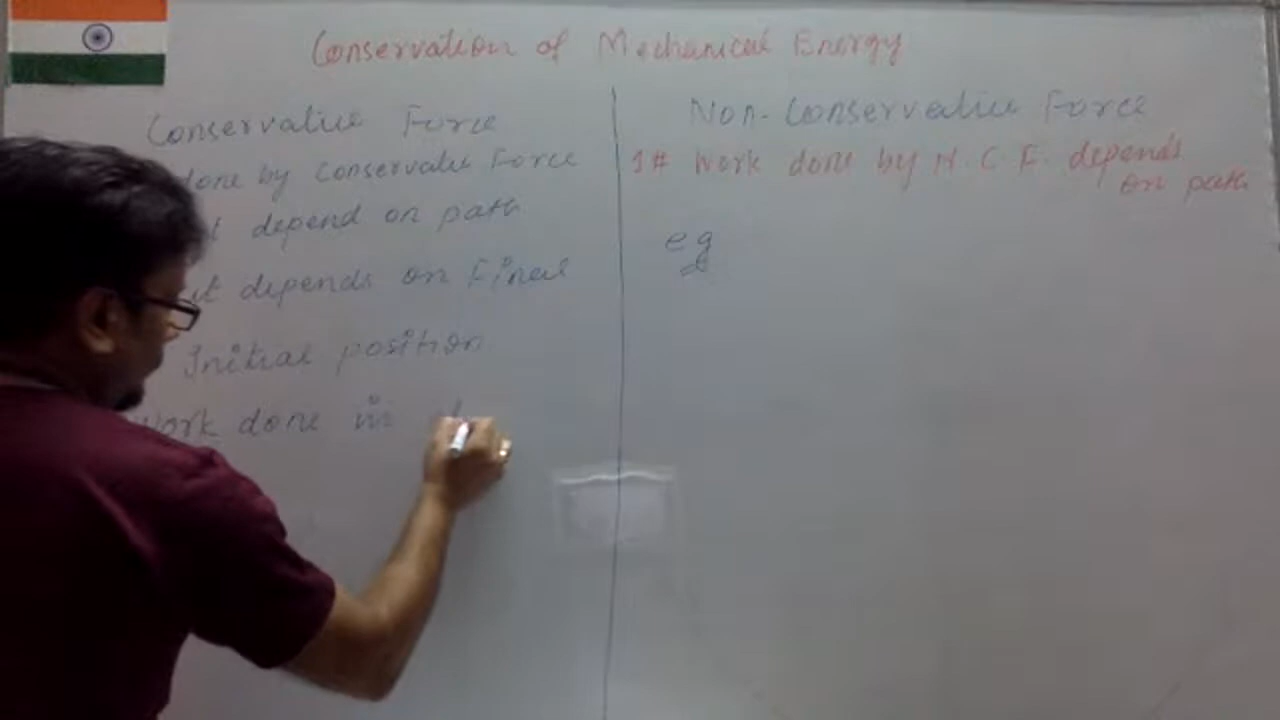 Conservation of Mechanical Energy
Conservative Force
done by Conservative Force
depend on path
it depends on Final
Initial position
Work done in
Non-Conservative Force
1# Work done by N.C.F. depends
on path
eg